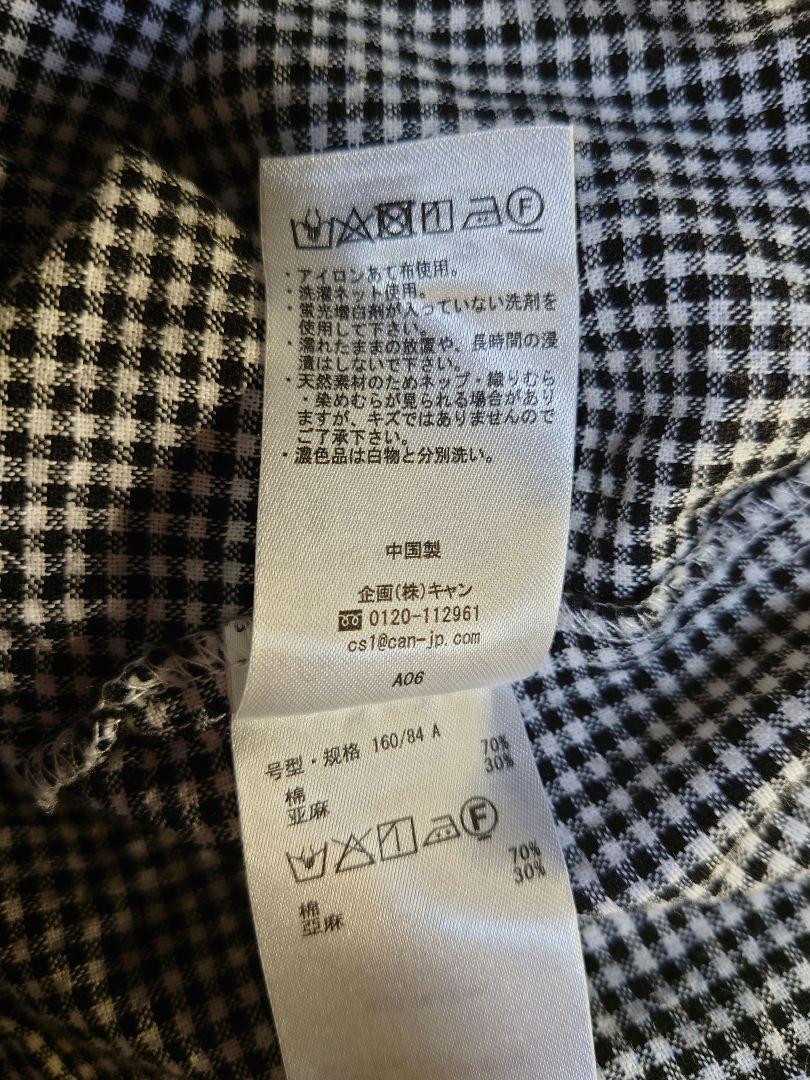 ・アイロンあて布使用。
・洗濯ネット使用。
・蛍光増白剤が入っていない洗剤を
使用して下さい。
・濡れたままの放置や、長時間の浸
漬はしないで下さい。
・天然素材のためネップ・織りむら
・染めむらが見られる場合があり
ますが、キズではありませんので
ご了承下さい。
・濃色品は白物と分別洗い。
中国製
企画(株)キャン
0120-112961
cs1@can-jp.com
A06
号型・规格 160/84 A
棉 70%
亚麻 30%
F
棉 70%
亞麻 30%